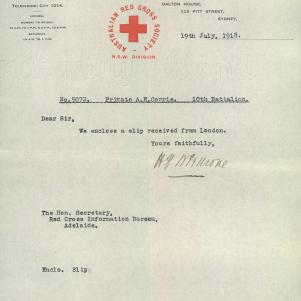 TELEPHONE: CITY 1014.
DALTON HOUSE,
115 PITT STREET,
SYDNEY,
AUSTRALIAN RED CROSS SOCIETY
N.S.W. DIVISION
19th July, 1918.
No.5072. Private A.E.Corrie. 10th Battalion.
Dear Sir,
We enclose a slip received from London.
Yours faithfully,
The Hon. Secretary,
Red Cross Information Bureau,
Adelaide.
Enclo. Slip